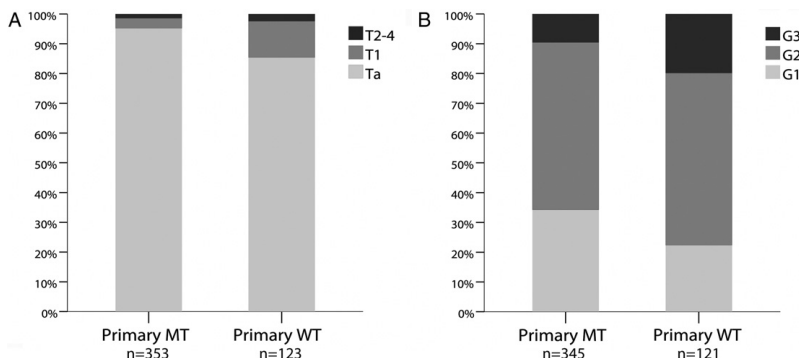 A
100%
90%
80%
70%
60%
50%
40%
30%
20%
10%
0%
T2-4
T1
Ta
Primary MT
n=353
Primary WT
n=123
B
100%
90%
80%
70%
60%
50%
40%
30%
20%
10%
0%
G3
G2
G1
Primary MT
n=345
Primary WT
n=121